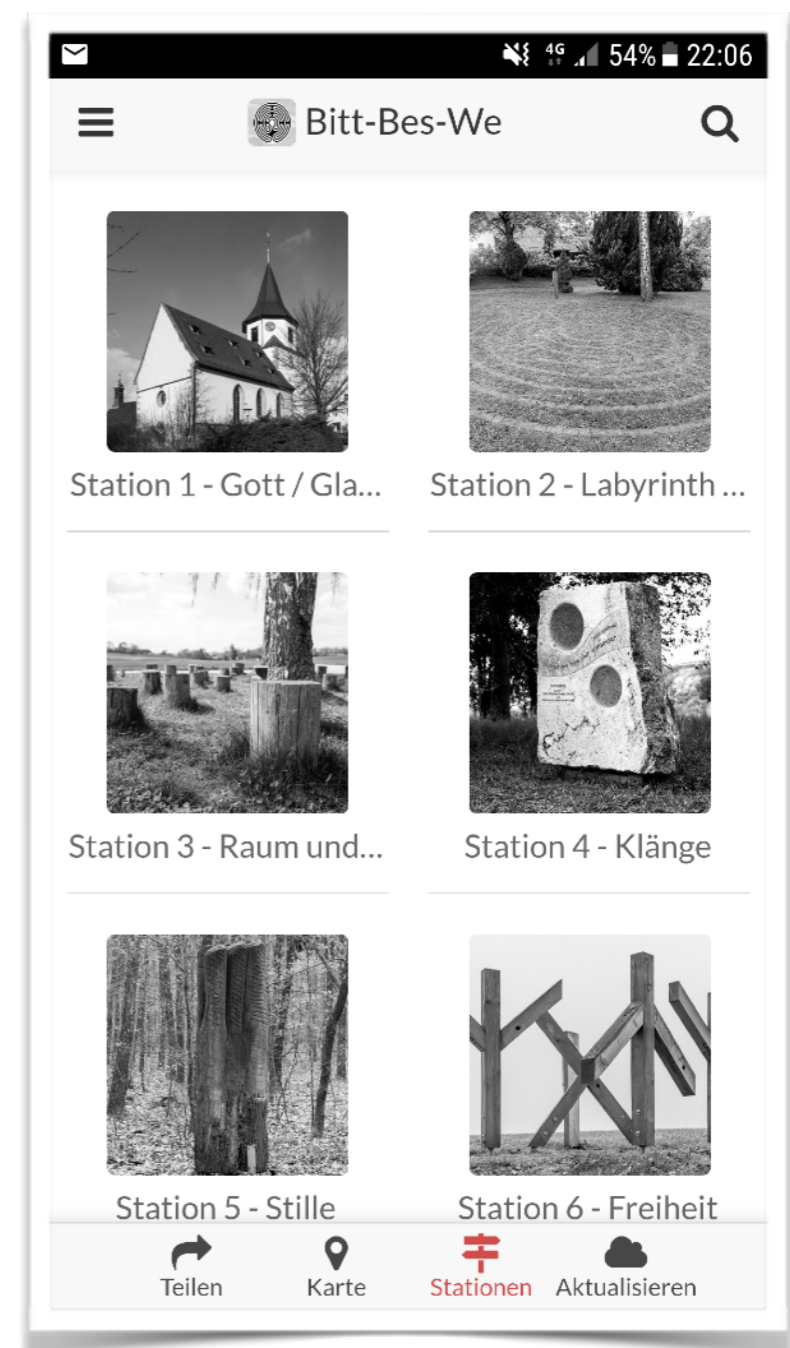 4G 54% 22:06
Bitt-Bes-We
Station 1 - Gott / Gla...
Station 2 - Labyrinth ...
Station 3 - Raum und...
Station 4 - Klänge
Station 5 - Stille
Station 6 - Freiheit
Teilen
Karte
Stationen
Aktualisieren